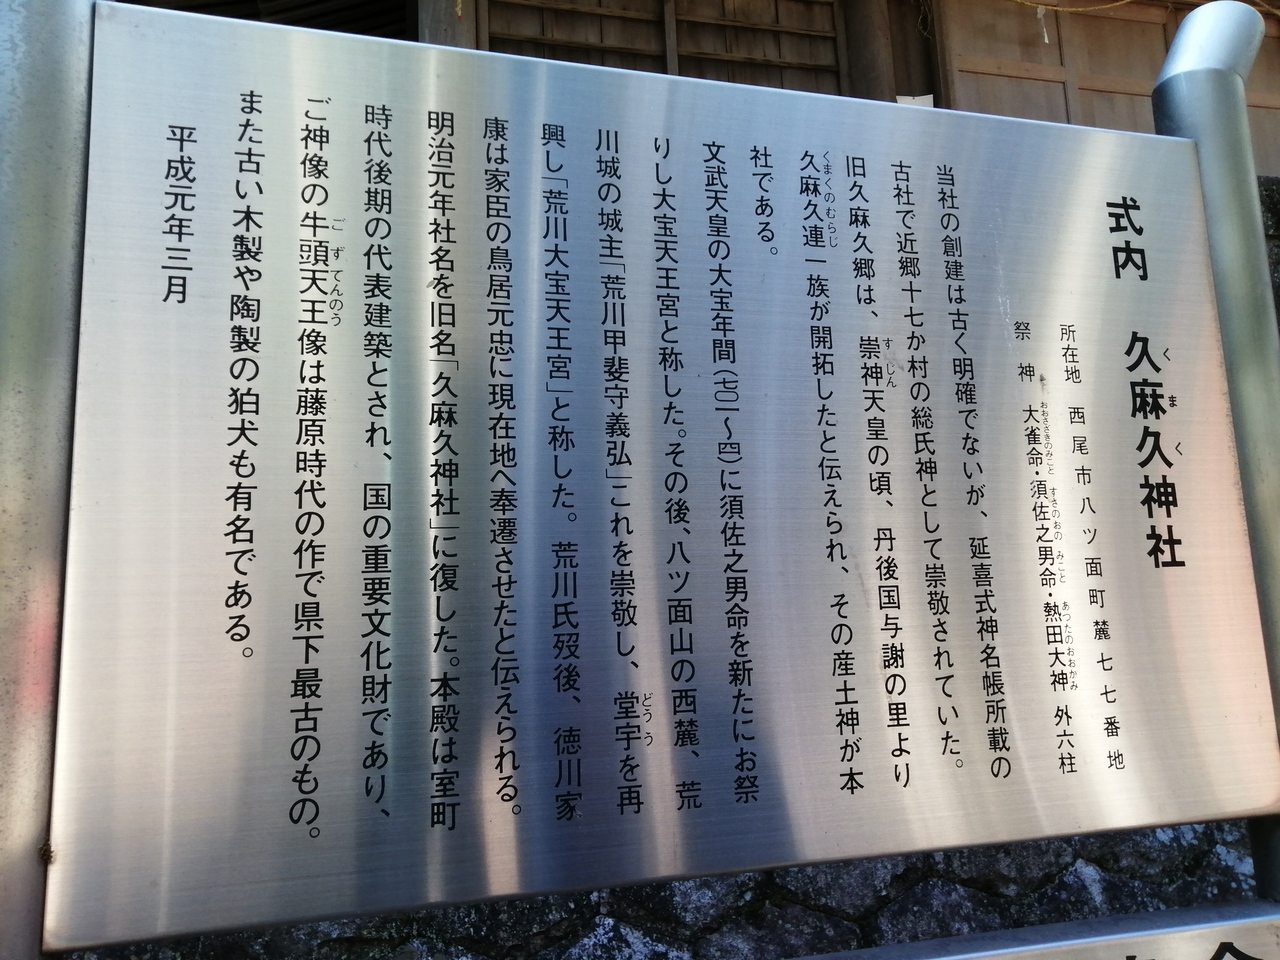 式内 久麻久神社
所在地 西尾市八ツ面町麓七七番地
祭神 大雀命・須佐之男命・熱田大神 外六柱
当社の創建は古く明確でないが、延喜式神名帳所載の
古社で近郷十七か村の総氏神として崇敬されていた。
旧久麻久郷は、崇神天皇の頃、丹後国与謝の里より
久麻久連一族が開拓したと伝えられ、その産土神が本
社である。
文武天皇の大宝年間(七〇一〜四)に須佐之男命を新たにお祭
りし大宝天王宮と称した。その後、八ツ面山の西麓、荒
川城の城主「荒川甲斐守義弘」これを崇敬し、堂宇を再
興し「荒川大宝天王宮」と称した。荒川氏歿後、徳川家
康は家臣の鳥居元忠に現在地へ奉遷させたと伝えられる。
明治元年社名を旧名「久麻久神社」に復した。本殿は室町
時代後期の代表建築とされ、国の重要文化財であり、
ご神像の牛頭天王像は藤原時代の作で県下最古のもの。
また古い木製や陶製の狛犬も有名である。
平成元年三月